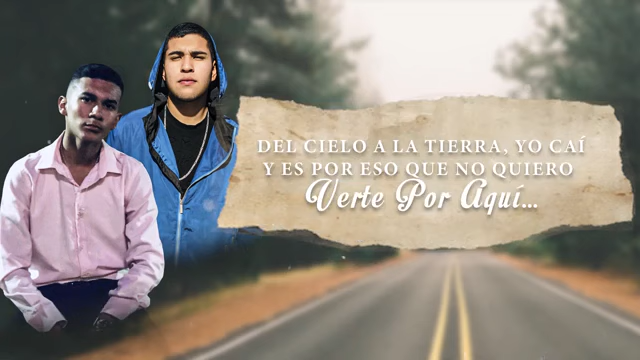 DEL CIELO A LA TIERRA, YO CAÍ
Y ES POR ESO QUE NO QUIERO
Verte Por Aquí...